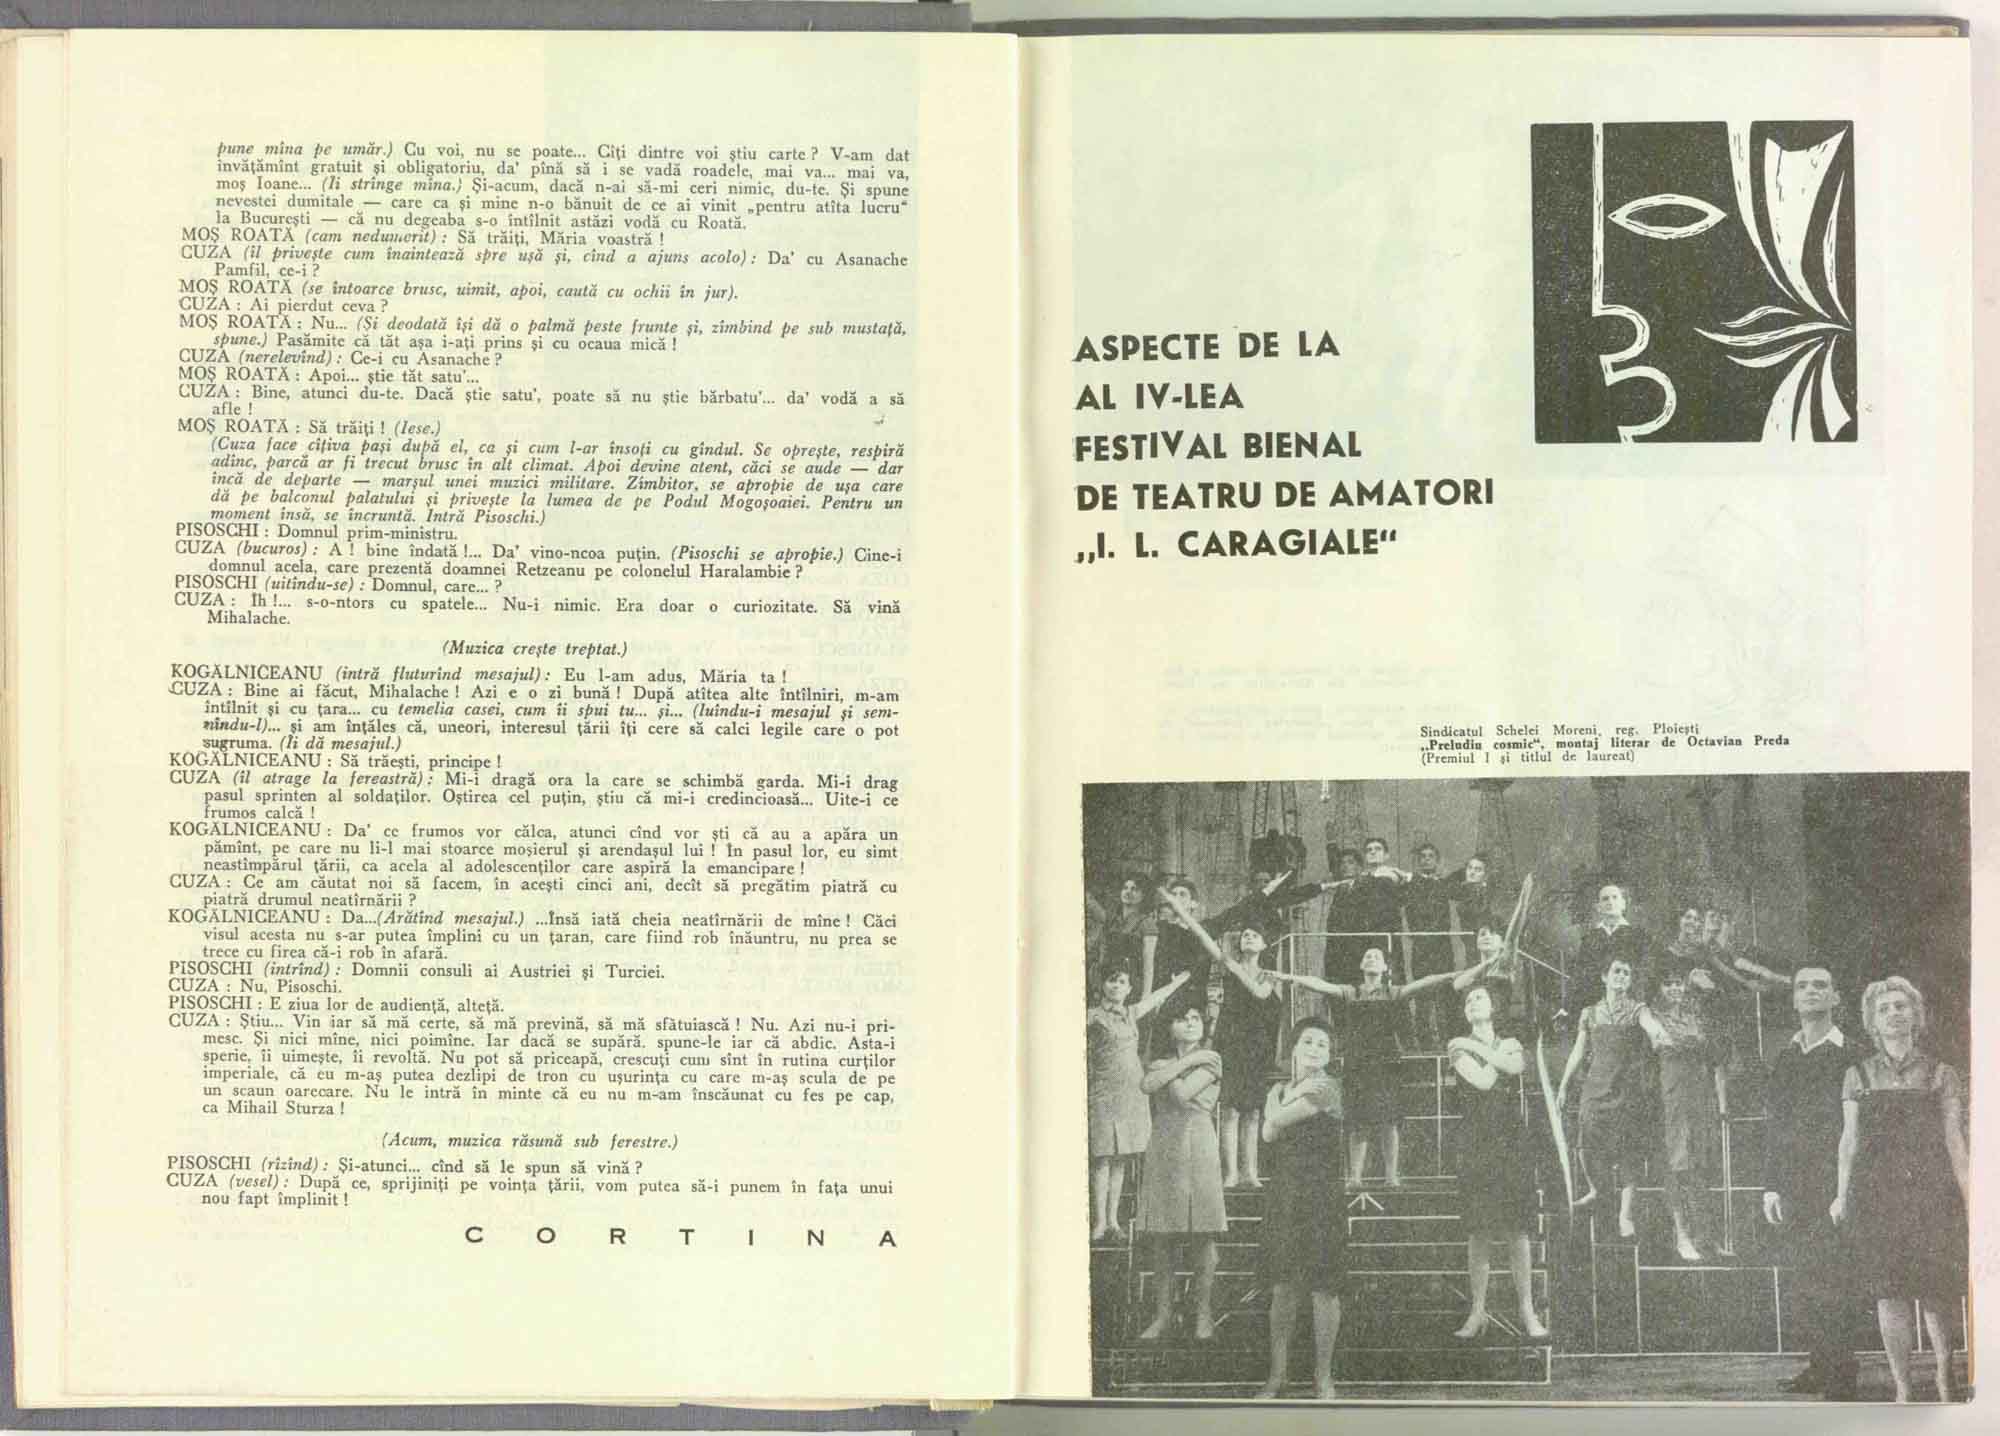 pune mîna pe umăr.) Cu voi, nu se poate... Cîți dintre voi știu carte ? V-am dat
învățămînt gratuit și obligatoriu, da’ pînă să i se vadă roadele, mai va... mai va,
moș Ioane... (Ii strînge mîna.) Și-acum, dacă n-ai să-mi ceri nimic, du-te. Și spune
nevestei dumitale — care ca și mine n-o bănuit de ce ai vinit „pentru atîta lucru“
la București — că nu degeaba s-o întîlnit astăzi vodă cu Roată.
MOȘ ROATĂ (cam nedumerit) : Să trăiți, Măria voastră !
CUZA (îl privește cum înaintează spre ușă și, cînd a ajuns acolo) : Da’ cu Asanache
Pamfil, ce-i ?
MOȘ ROATĂ (se întoarce brusc, uimit, apoi, caută cu ochii în jur).
CUZA : Ai pierdut ceva ?
MOȘ ROATĂ : Nu... (Și deodată își dă o palmă peste frunte și, zîmbind pe sub mustață,
spune.) Pasămite că tăt așa i-ați prins și cu ocaua mică !
CUZA (nerelevînd) : Ce-i cu Asanache ?
MOȘ ROATĂ : Apoi... știe tăt satu’...
CUZA : Bine, atunci du-te. Dacă știe satu’, poate să nu știe bărbatu’... da’ vodă a să
afle !
MOȘ ROATĂ : Să trăiți ! (Iese.)
(Cuza face cîțiva pași după el, ca și cum l-ar însoți cu gîndul. Se oprește, respiră
adînc, parcă ar fi trecut brusc în alt climat. Apoi devine atent, căci se aude — dar
încă de departe — marșul unei muzici militare. Zîmbitor, se apropie de ușa care
dă pe balconul palatului și privește la lumea de pe Podul Mogoșoaiei. Pentru un
moment însă, se încruntă. Intră Pisoschi.)
PISOSCHI : Domnul prim-ministru.
CUZA (bucuros) : A ! bine îndată !... Da’ vino-ncoa puțin. (Pisoschi se apropie.) Cine-i
domnul acela, care prezentă doamnei Retzeanu pe colonelul Haralambie ?
PISOSCHI (uitîndu-se) : Domnul, care... ?
CUZA : Ih !... s-o-ntors cu spatele... Nu-i nimic. Era doar o curiozitate. Să vină
Mihalache.
(Muzica crește treptat.)
KOGĂLNICEANU (intră fluturînd mesajul) : Eu l-am adus, Măria ta !
CUZA : Bine ai făcut, Mihalache ! Azi e o zi bună ! După atîtea alte întîlniri, m-am
întîlnit și cu țara... cu temelia casei, cum îi spui tu... și... (luîndu-i mesajul și sem-
nîndu-l)... și am înțăles că, uneori, interesul țării îți cere să calci legile care o pot
sugruma. (Ii dă mesajul.)
KOGĂLNICEANU : Să trăești, principe !
CUZA (îl atrage la fereastră) : Mi-i dragă ora la care se schimbă garda. Mi-i drag
pasul sprinten al soldaților. Oștirea cel puțin, știu că mi-i credincioasă... Uite-i ce
frumos calcă !
KOGĂLNICEANU : Da’ ce frumos vor călca, atunci cînd vor ști că au a apăra un
pămînt, pe care nu li-l mai stoarce moșierul și arendașul lui ! In pasul lor, eu simt
neastîmpărul țării, ca acela al adolescenților care aspiră la emancipare !
CUZA : Ce am căutat noi să facem, în acești cinci ani, decît să pregătim piatră cu
piatră drumul neatîrnării ?
KOGĂLNICEANU : Da...(Arătînd mesajul.) ...însă iată cheia neatîrnării de mîne ! Căci
visul acesta nu s-ar putea împlini cu un țaran, care fiind rob înăuntru, nu prea se
trece cu firea că-i rob în afară.
PISOSCHI (intrînd) : Domnii consuli ai Austriei și Turciei.
CUZA : Nu, Pisoschi.
PISOSCHI : E ziua lor de audiență, alteță.
CUZA : Știu... Vin iar să mă certe, să mă prevină, să mă sfătuiască ! Nu. Azi nu-i pri-
mesc. Și nici mîne, nici poimîne. Iar dacă se supără. spune-le iar că abdic. Asta-i
sperie, îi uimește, îi revoltă. Nu pot să priceapă, crescuți cum sînt în rutina curților
imperiale, că eu m-aș putea dezlipi de tron cu ușurința cu care m-aș scula de pe
un scaun oarecare. Nu le intră în minte că eu nu m-am înscăunat cu fes pe cap,
ca Mihail Sturza !
(Acum, muzica răsună sub ferestre.)
PISOSCHI (rîzînd) : Și-atunci... cînd să le spun să vină ?
CUZA (vesel) : După ce, sprijiniți pe voința țării, vom putea să-i punem în fața unui
nou fapt împlinit !
CORTINA
ASPECTE DE LA
AL IV-LEA
FESTIVAL BIENAL
DE TEATRU DE AMATORI
„I. L. CARAGIALE“
Sindicatul Schelei Moreni, reg. Ploiești
„Preludiu cosmic“, montaj literar de Octavian Preda
(Premiul I și titlul de laureat)